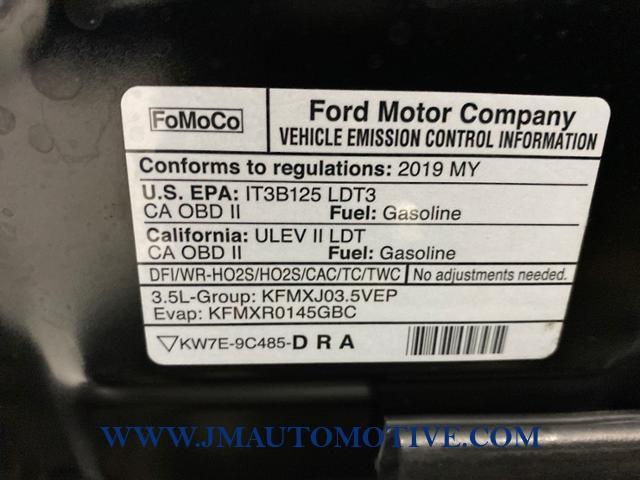 FoMoCo
Ford Motor Company
VEHICLE EMISSION CONTROL INFORMATION
Conforms to regulations: 2019 MY
U.S. EPA: IT3B125 LDT3
CA OBD II Fuel: Gasoline
California: ULEV II LDT
CA OBD II Fuel: Gasoline
DFI/WR-HO2S/HO2S/CAC/TC/TWC No adjustments needed.
3.5L-Group: KFMXJ03.5VEP
Evap: KFMXR0145GBC
KW7E-9C485-D R A
WWW.JMAUTOMOTIVE.COM